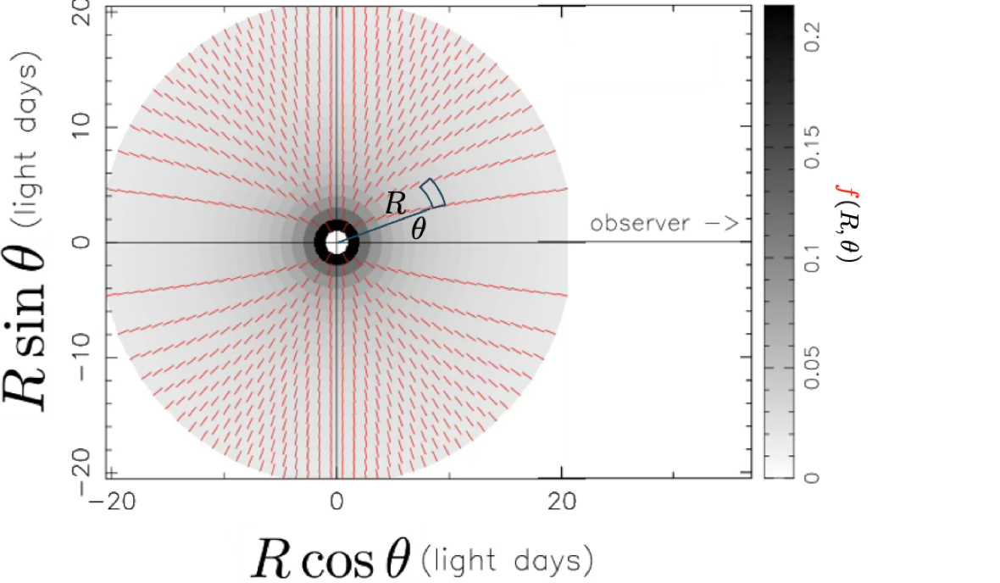 20
10
0
−10
−20
R sin θ (light days)
R
θ
observer −>
−20
0
20
R cos θ (light days)
0.2
0.15
0.1
0.05
0
f(R,θ)